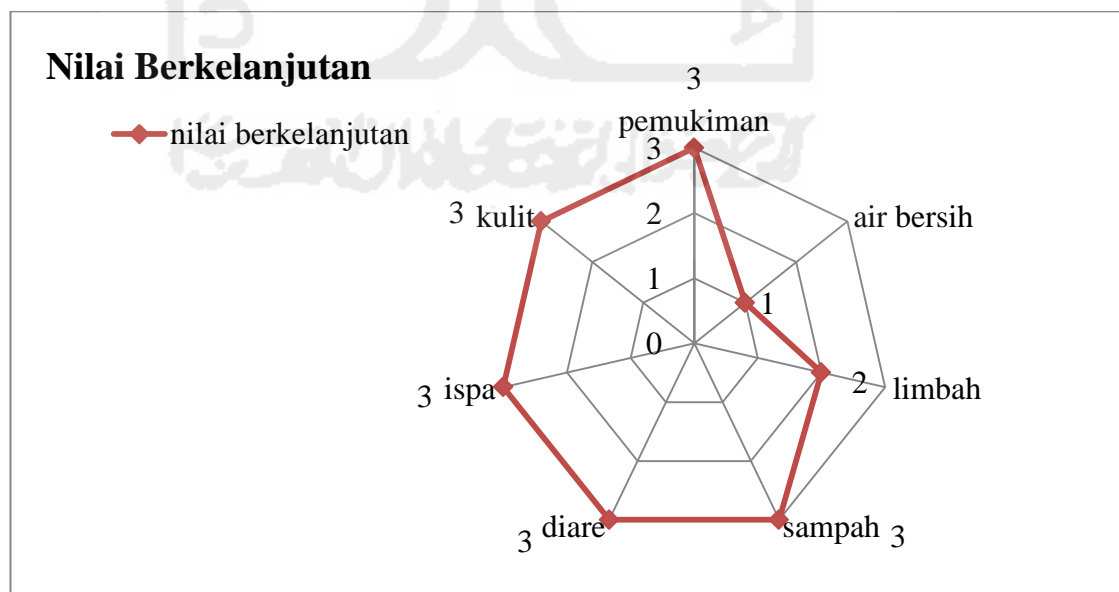 Nilai Berkelanjutan
nilai berkelanjutan
3
pemukiman
3
2
1
0
air bersih
1
limbah
2
sampah 3
diare
3
ispa
3
kulit
3